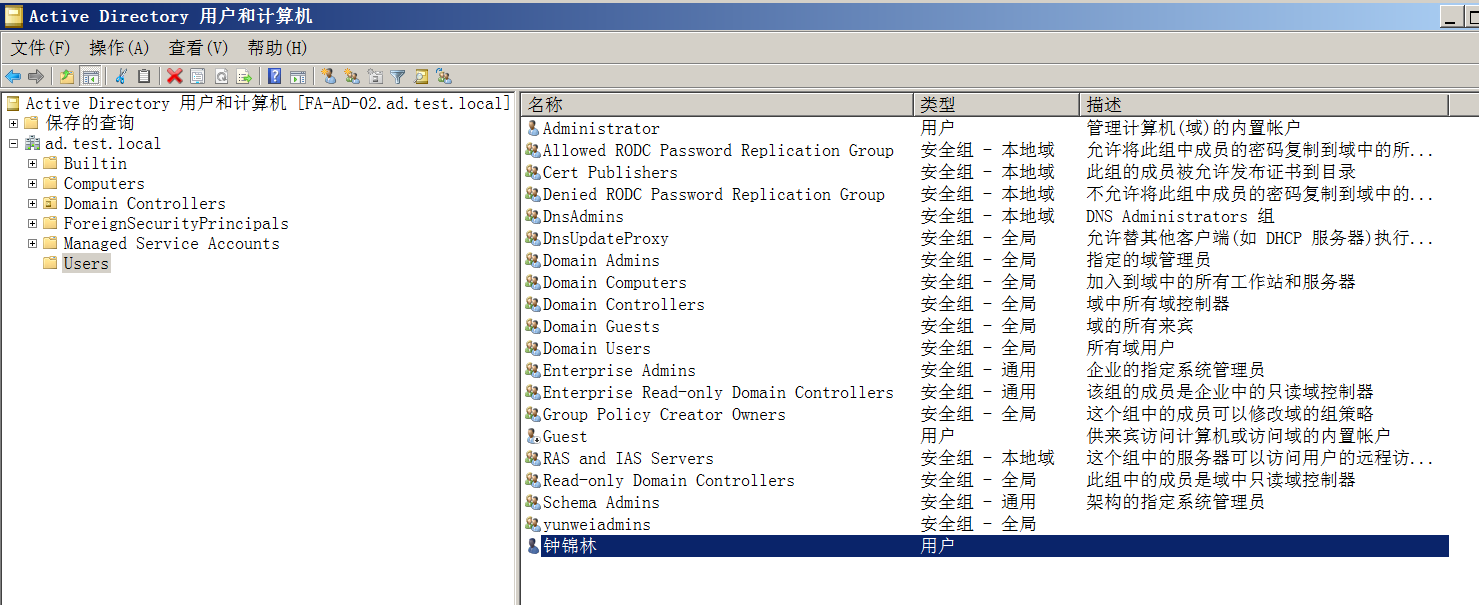 Active Directory 用户和计算机
文件(F) 操作(A) 查看(V) 帮助(H)
Active Directory 用户和计算机 [FA-AD-02.ad.test.local]
保存的查询
ad.test.local
Builtin
Computers
Domain Controllers
ForeignSecurityPrincipals
Managed Service Accounts
Users
名称 类型 描述
Administrator 用户 管理计算机(域)的内置帐户
Allowed RODC Password Replication Group 安全组 - 本地域 允许将此组中成员的密码复制到域中的所...
Cert Publishers 安全组 - 本地域 此组的成员被允许发布证书到目录
Denied RODC Password Replication Group 安全组 - 本地域 不允许将此组中成员的密码复制到域中的...
DnsAdmins 安全组 - 本地域 DNS Administrators 组
DnsUpdateProxy 安全组 - 全局 允许替其他客户端(如 DHCP 服务器)执行...
Domain Admins 安全组 - 全局 指定的域管理员
Domain Computers 安全组 - 全局 加入到域中的所有工作站和服务器
Domain Controllers 安全组 - 全局 域中所有域控制器
Domain Guests 安全组 - 全局 域的所有来宾
Domain Users 安全组 - 全局 所有域用户
Enterprise Admins 安全组 - 通用 企业的指定系统管理员
Enterprise Read-only Domain Controllers 安全组 - 通用 该组的成员是企业中的只读域控制器
Group Policy Creator Owners 安全组 - 全局 这个组中的成员可以修改域的组策略
Guest 用户 供来宾访问计算机或访问域的内置帐户
RAS and IAS Servers 安全组 - 本地域 这个组中的服务器可以访问用户的远程访...
Read-only Domain Controllers 安全组 - 全局 此组中的成员是域中只读域控制器
Schema Admins 安全组 - 通用 架构的指定系统管理员
yunweiadmins 安全组 - 全局
钟锦林 用户